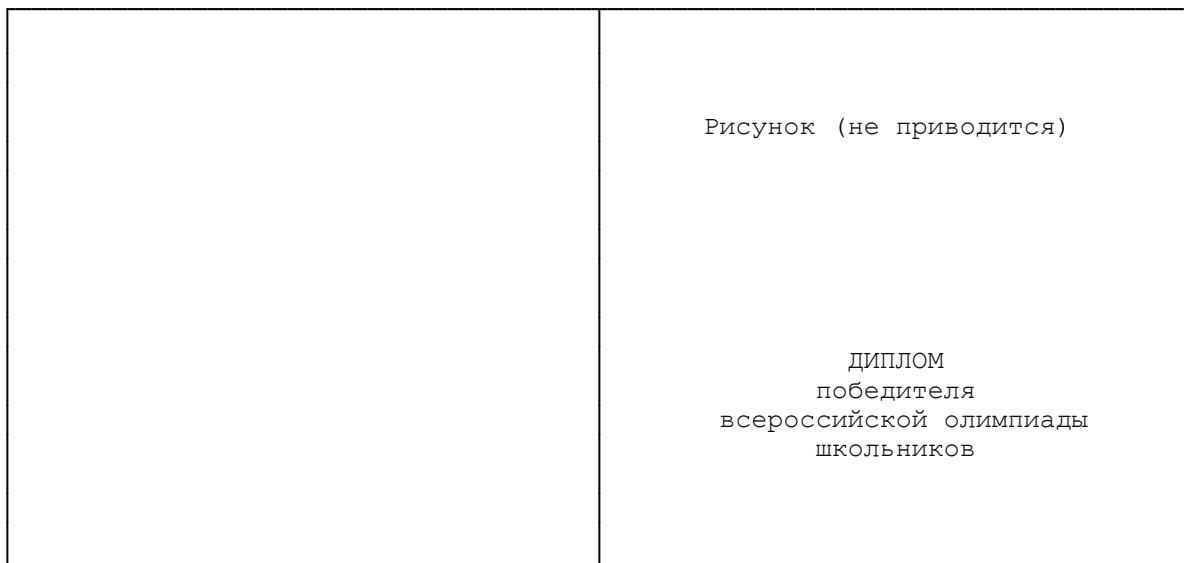 Рисунок (не приводится)
ДИПЛОМ
победителя
всероссийской олимпиады
школьников